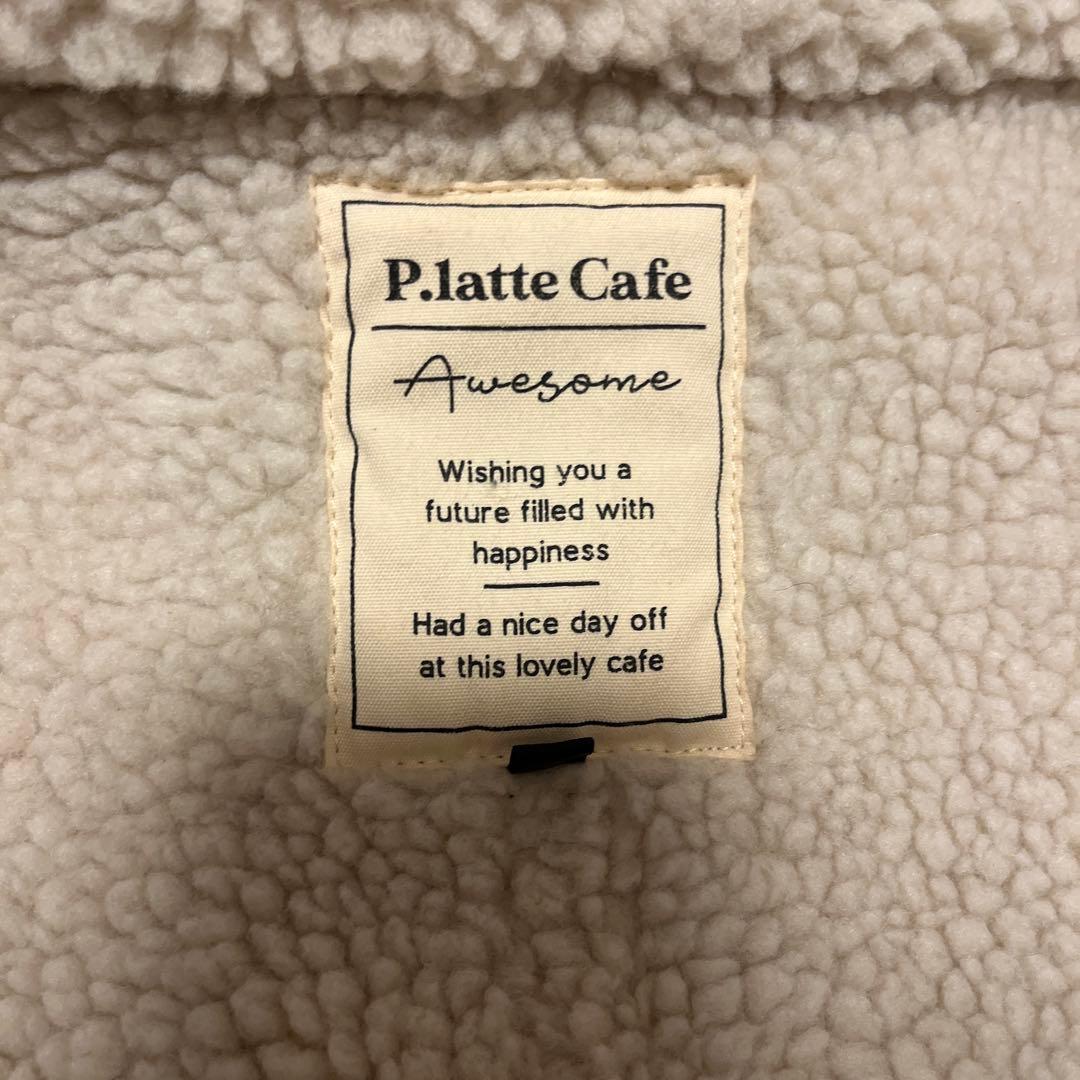 P.latte Cafe
Awesome
Wishing you a
future filled with
happiness
Had a nice day off
at this lovely cafe